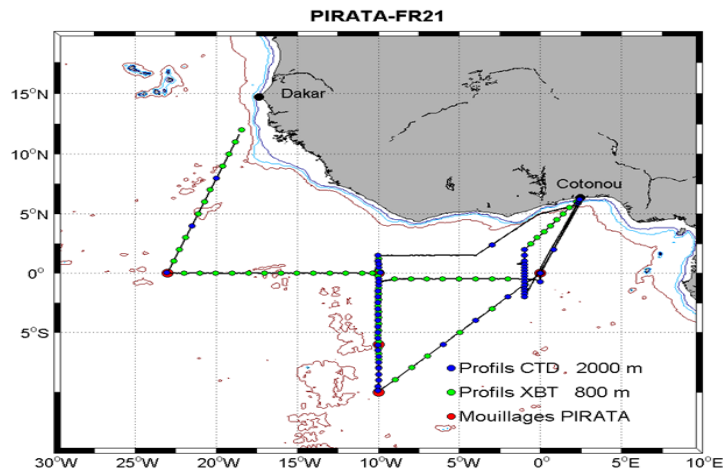 PIRATA-FR21
15°N
Dakar
10°N
Cotonou
5°N
0°
5°S
Profils CTD 2000 m
Profils XBT 800 m
Mouillages PIRATA
30°W 25°W 20°W 15°W 10°W 5°W 0° 5°E 10°E